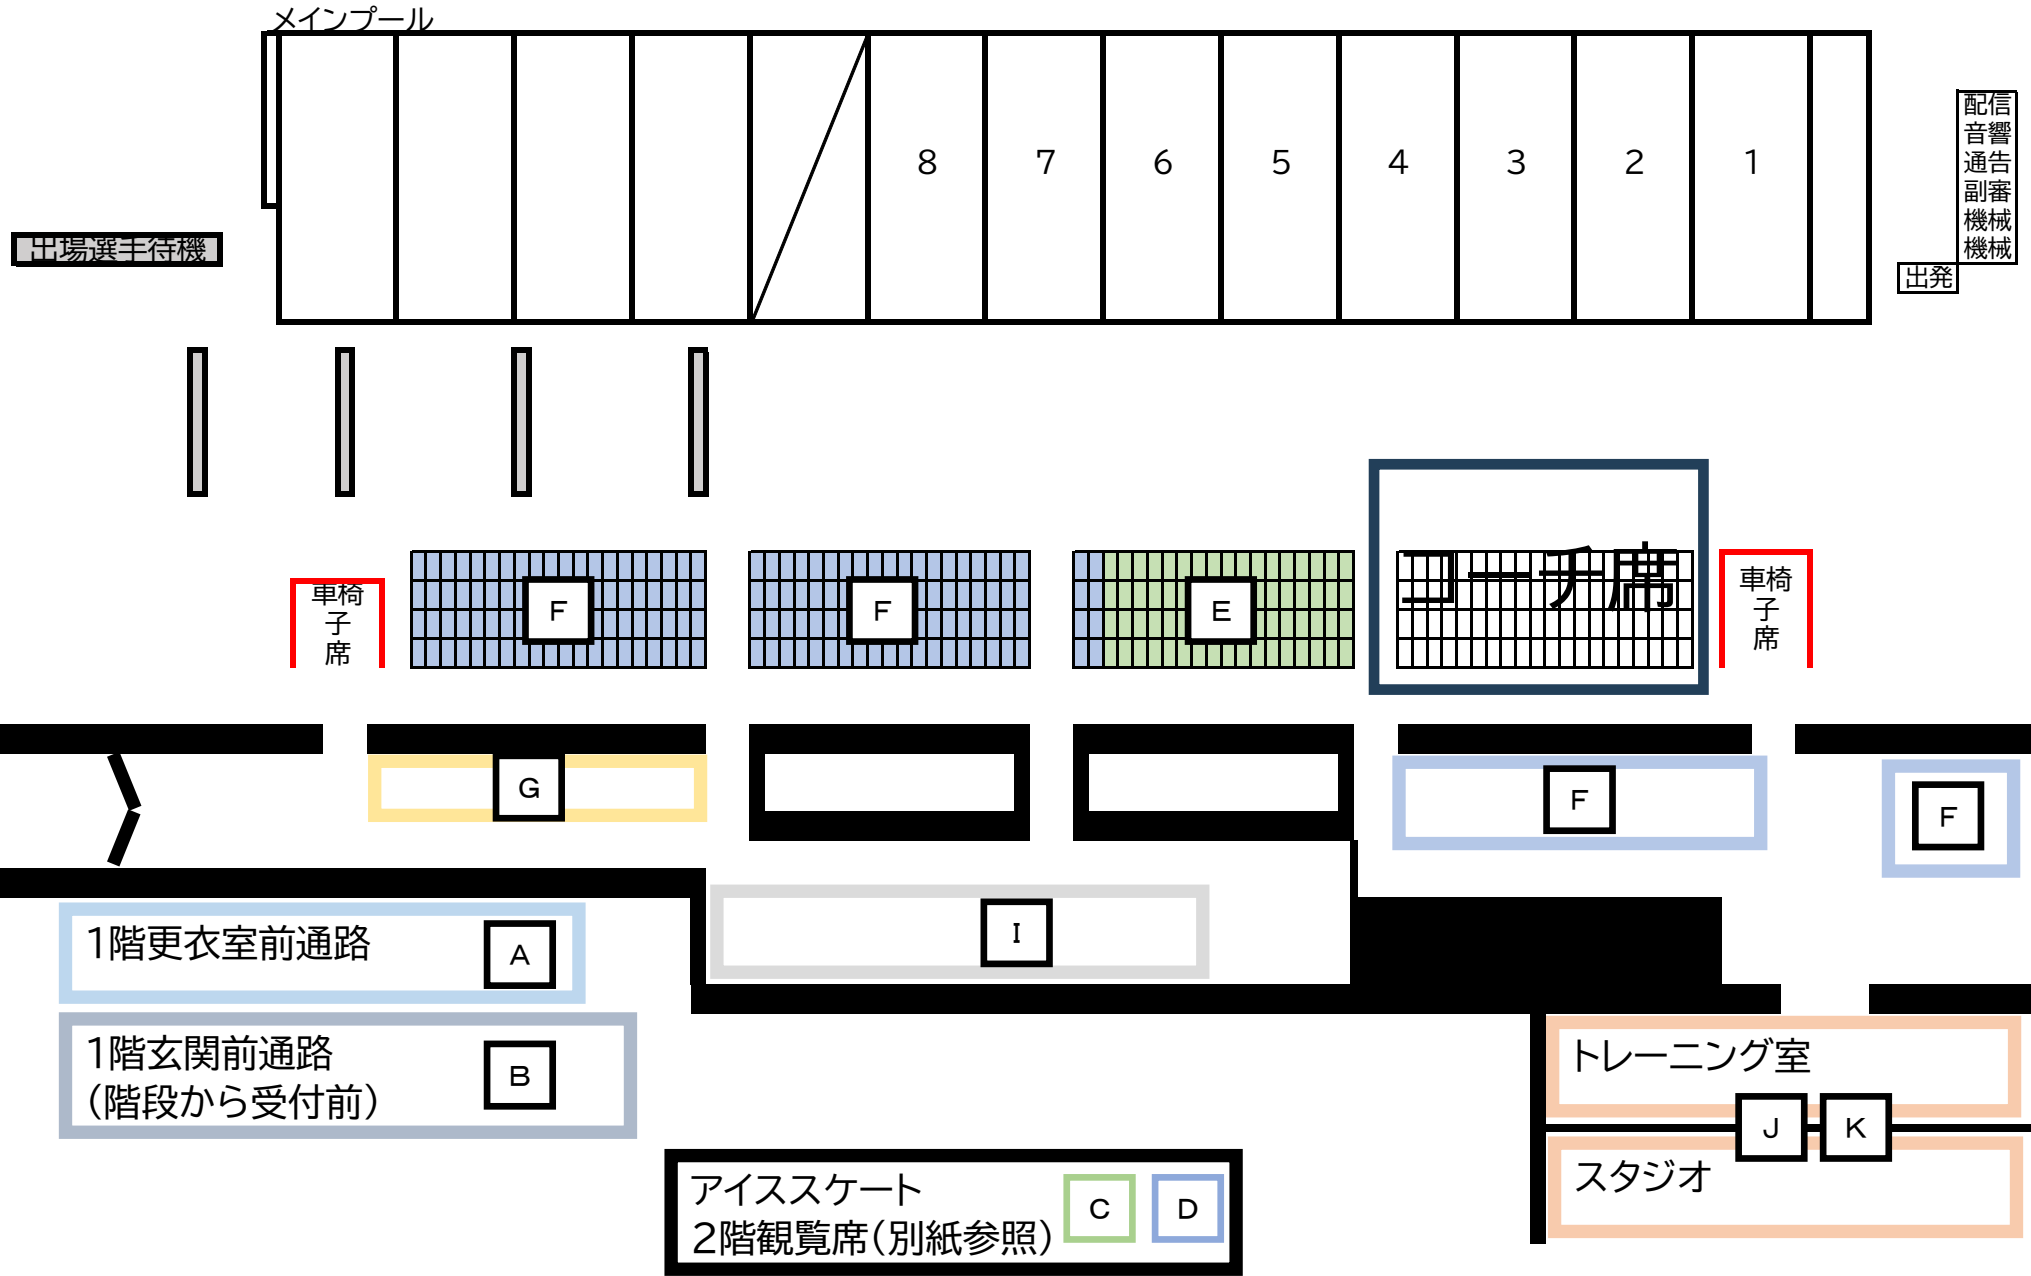 メインプール
8 7 6 5 4 3 2 1
配信
音響
通告
副審
機械
機械
出発
出場選手待機
車椅
子
席
F
F
E
コーチ席
車椅
子
席
G
F
F
I
1階更衣室前通路
A
1階玄関前通路
(階段から受付前)
B
トレーニング室
J K
スタジオ
アイススケート
2階観覧席(別紙参照)
C D